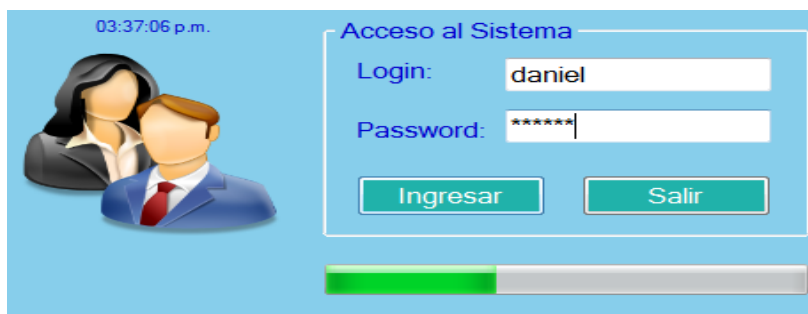 03:37:06 p.m.
Acceso al Sistema
Login: daniel
Password: ******
Ingresar Salir